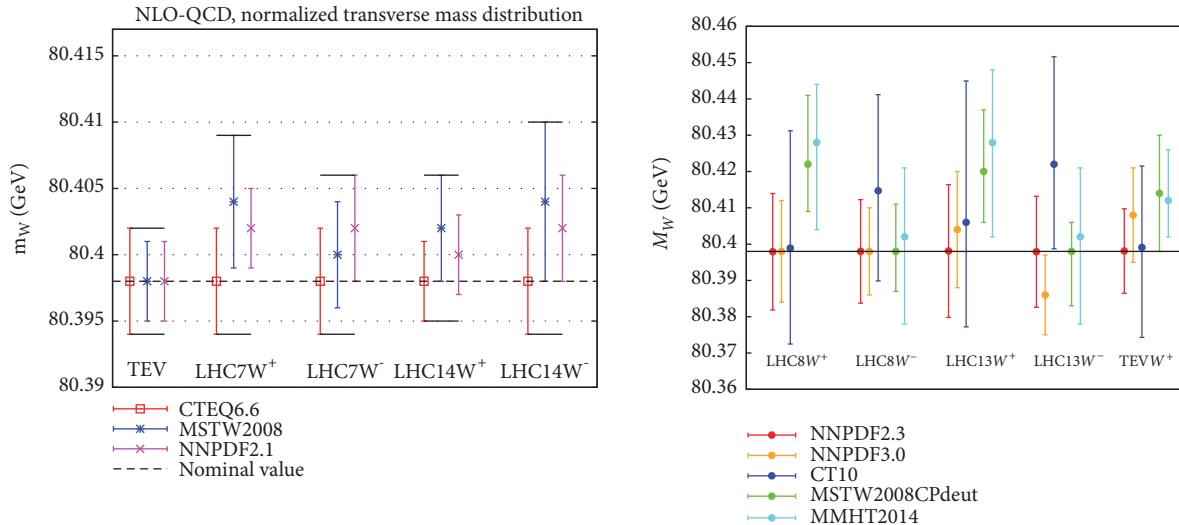 NLO-QCD, normalized transverse mass distribution
80.415
80.41
80.405
80.4
80.395
80.39
m_W (GeV)
TEV LHC7W⁺ LHC7W⁻ LHC14W⁺ LHC14W⁻
CTEQ6.6
MSTW2008
NNPDF2.1
Nominal value
80.46
80.45
80.44
80.43
80.42
80.41
80.4
80.39
80.38
80.37
80.36
M_W (GeV)
LHC8W⁺ LHC8W⁻ LHC13W⁺ LHC13W⁻ TEVW⁺
NNPDF2.3
NNPDF3.0
CT10
MSTW2008CPdeut
MMHT2014